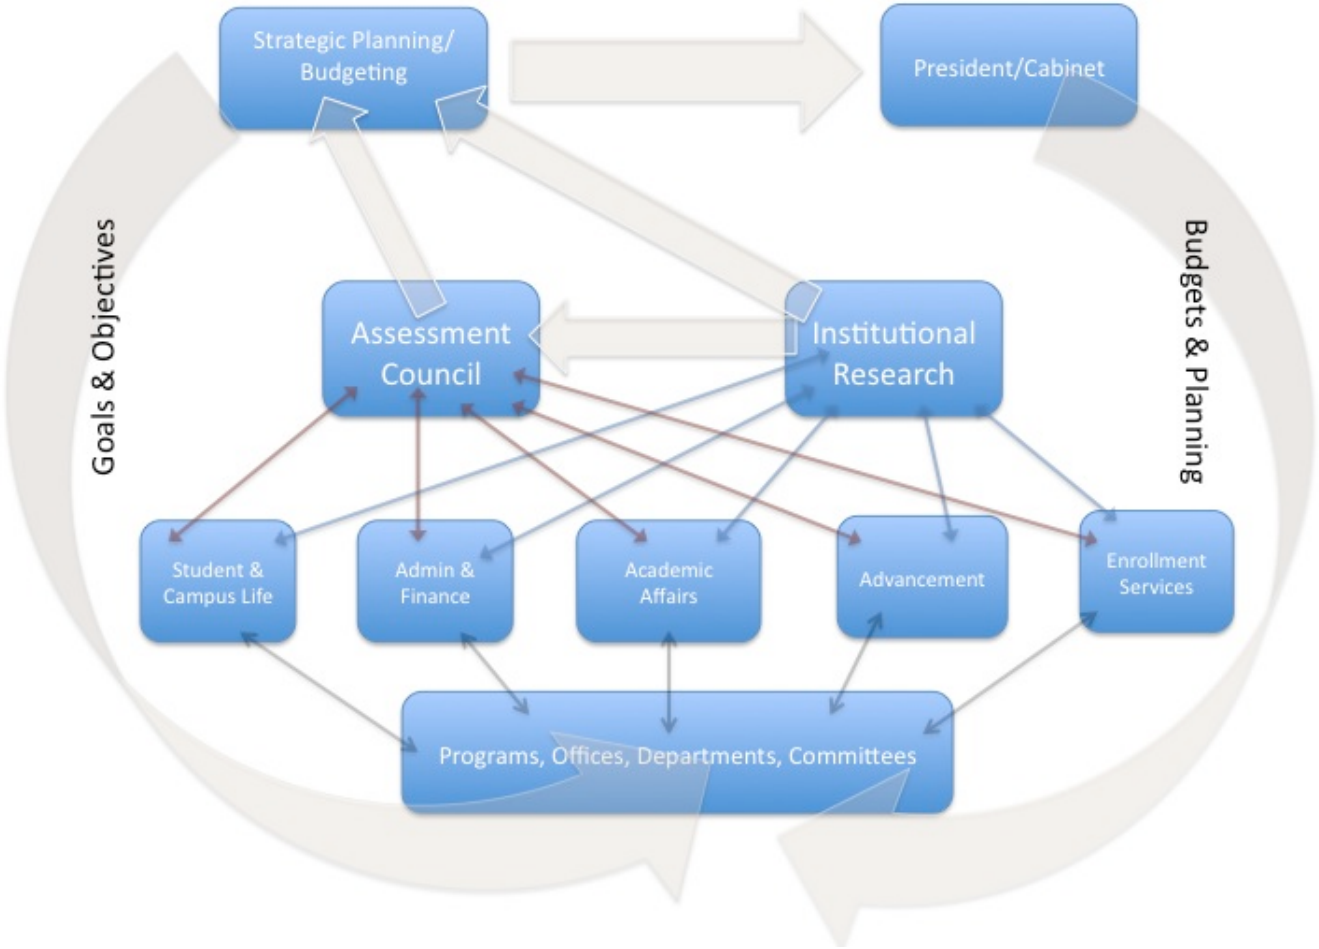 Strategic Planning/
Budgeting
President/Cabinet
Goals & Objectives
Budgets & Planning
Assessment
Council
Institutional
Research
Student &
Campus Life
Admin &
Finance
Academic
Affairs
Advancement
Enrollment
Services
Programs, Offices, Departments, Committees